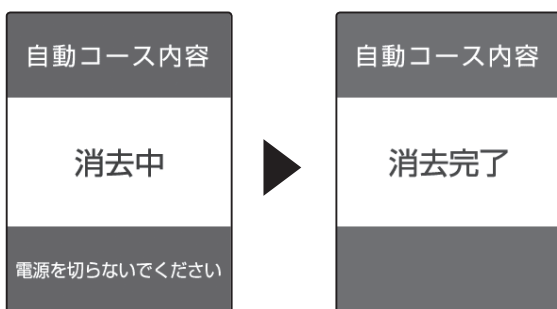 自動コース内容
消去中
電源を切らないでください
自動コース内容
消去完了